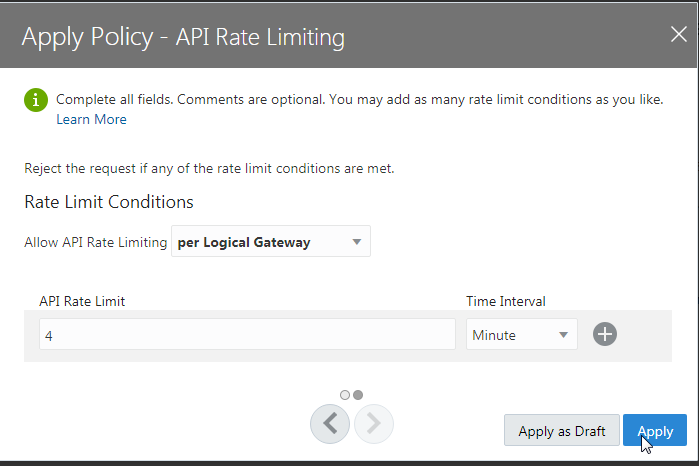 Apply Policy - API Rate Limiting
Complete all fields. Comments are optional. You may add as many rate limit conditions as you like.
Learn More
Reject the request if any of the rate limit conditions are met.
Rate Limit Conditions
Allow API Rate Limiting per Logical Gateway
API Rate Limit Time Interval
4 Minute
Apply as Draft Apply